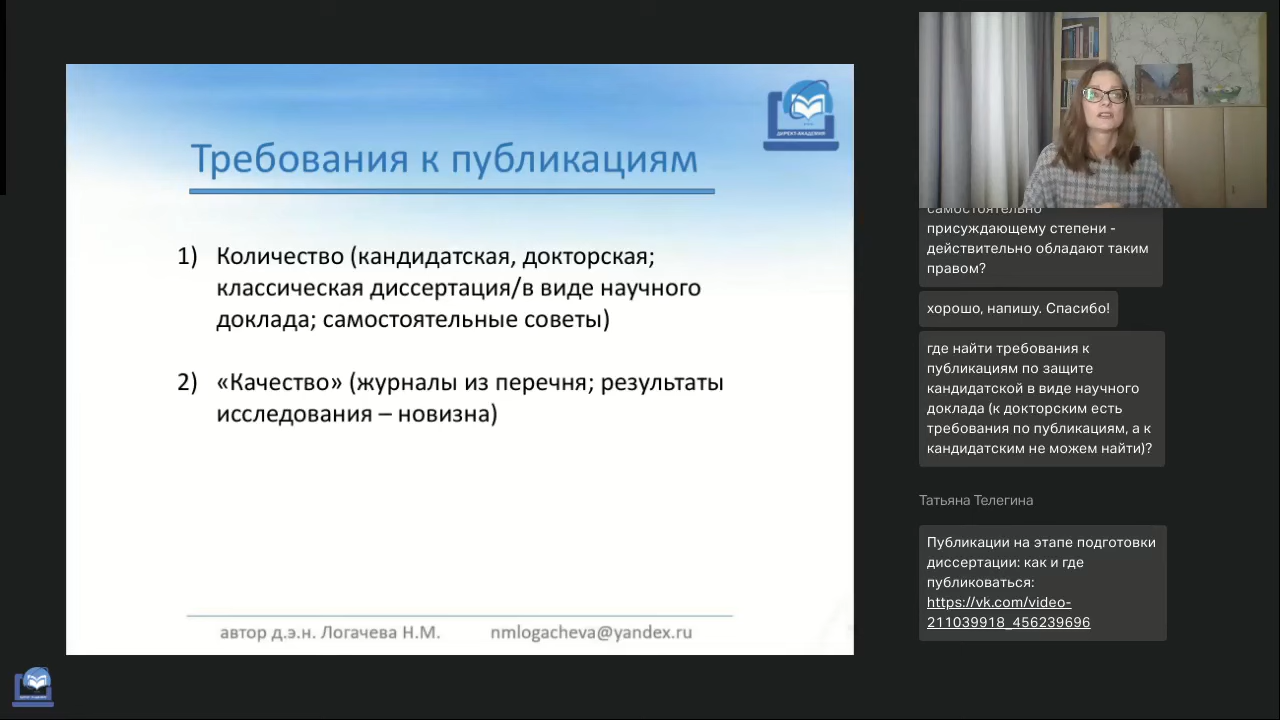 ДИРЕКТ-АКАДЕМИЯ
Требования к публикациям
1) Количество (кандидатская, докторская;
классическая диссертация/в виде научного
доклада; самостоятельные советы)
2) «Качество» (журналы из перечня; результаты
исследования – новизна)
автор д.э.н. Логачева Н.М. nmlogacheva@yandex.ru
самостоятельно
присуждающему степени -
действительно обладают таким
правом?
хорошо, напишу. Спасибо!
где найти требования к
публикациям по защите
кандидатской в виде научного
доклада (к докторским есть
требования по публикациям, а к
кандидатским не можем найти)?
Татьяна Телегина
Публикации на этапе подготовки
диссертации: как и где
публиковаться:
https://vk.com/video-
211039918_456239696